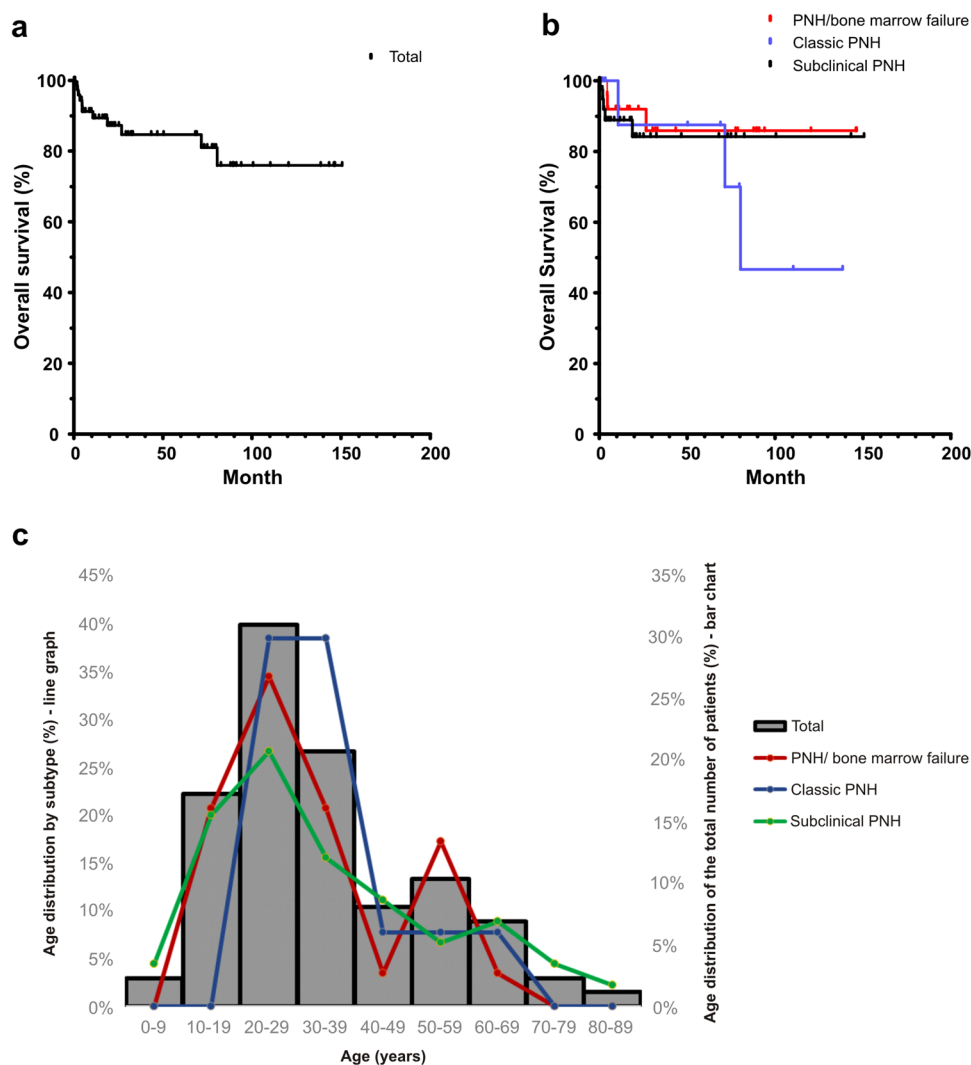 a
Total
100
80
60
40
20
0
Overall survival (%)
0
50
100
150
200
Month
b
PNH/bone marrow failure
Classic PNH
Subclinical PNH
100
80
60
40
20
0
Overall Survival (%)
0
50
100
150
200
Month
c
45%
40%
35%
30%
25%
20%
15%
10%
5%
0%
Age distribution by subtype (%) - line graph
35%
30%
25%
20%
15%
10%
5%
0%
Age distribution of the total number of patients (%) - bar chart
0-9
10-19
20-29
30-39
40-49
50-59
60-69
70-79
80-89
Age (years)
Total
PNH/ bone marrow failure
Classic PNH
Subclinical PNH